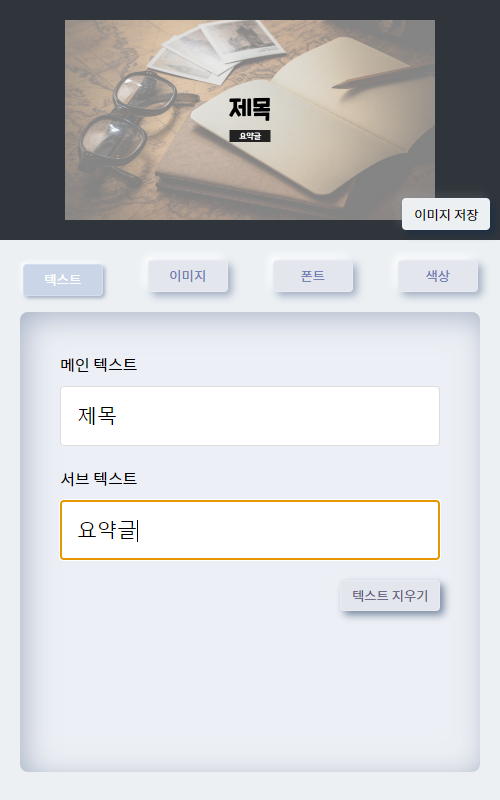 제목
요약글
이미지 저장
텍스트
이미지
폰트
색상
메인 텍스트
제목
서브 텍스트
요약글
텍스트 지우기